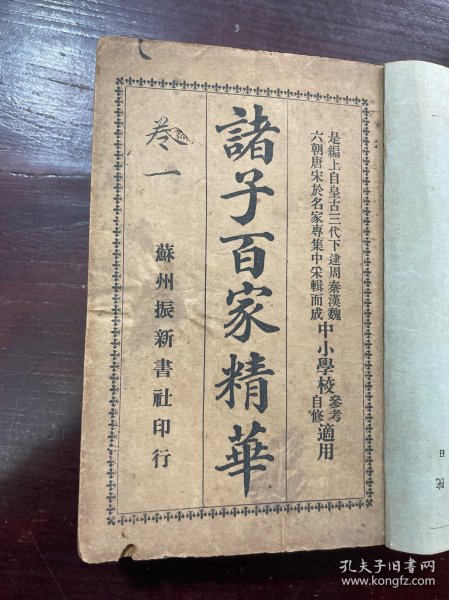 是編上自皇古三代下逮周秦漢魏
六朝唐宋於名家專集中采輯而成
中小學校
參考
自修
適用
諸子百家精華
卷一
蘇州振新書社印行
院
日
孔夫子旧书网
www.kongfz.com